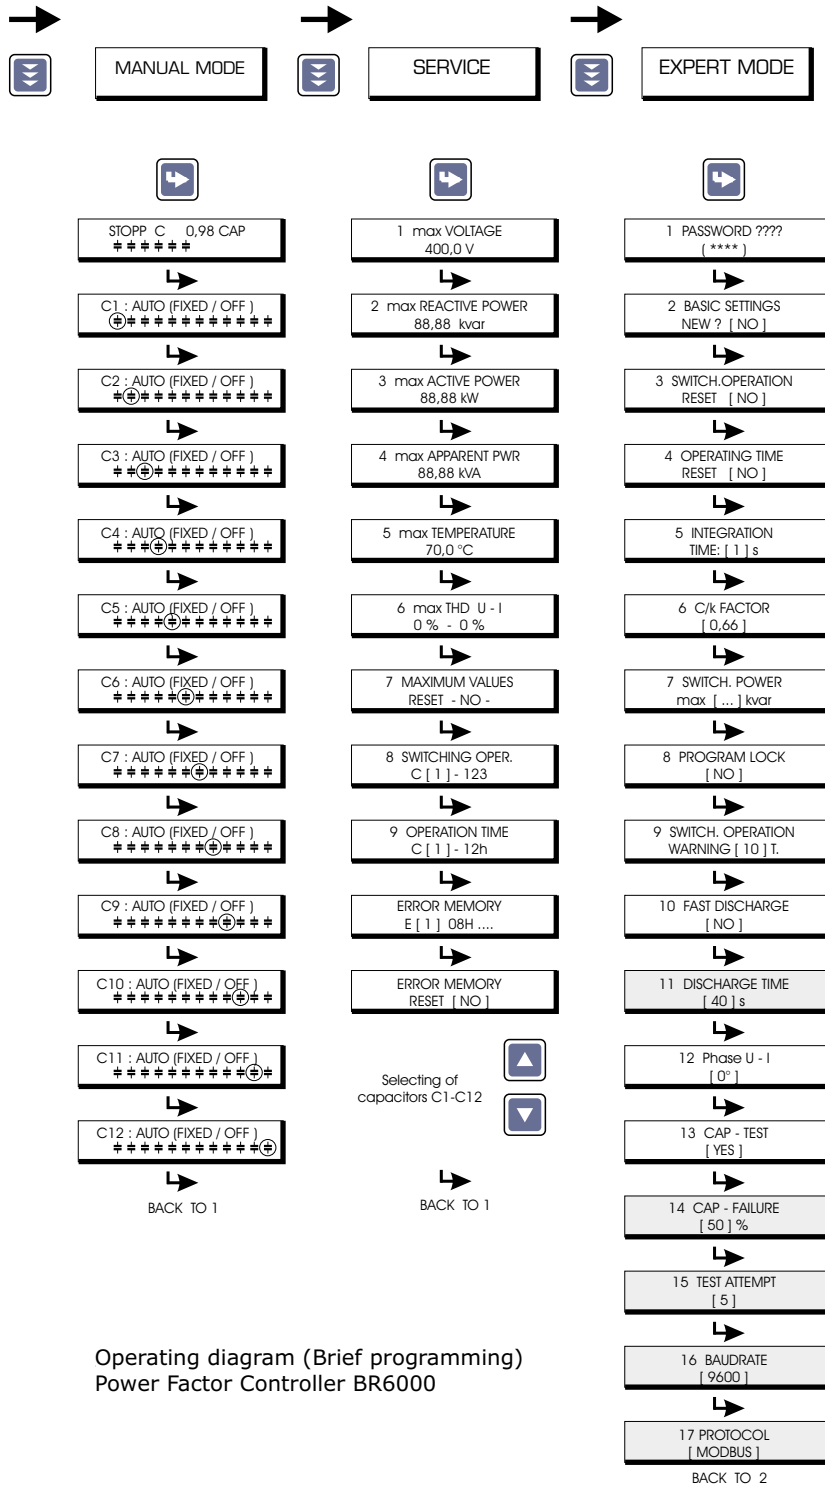 MANUAL MODE
STOPP C 0,98 CAP
C1 : AUTO (FIXED / OFF )
C2 : AUTO (FIXED / OFF )
C3 : AUTO (FIXED / OFF )
C4 : AUTO (FIXED / OFF )
C5 : AUTO (FIXED / OFF )
C6 : AUTO (FIXED / OFF )
C7 : AUTO (FIXED / OFF )
C8 : AUTO (FIXED / OFF )
C9 : AUTO (FIXED / OFF )
C10 : AUTO (FIXED / OFF )
C11 : AUTO (FIXED / OFF )
C12 : AUTO (FIXED / OFF )
BACK TO 1
SERVICE
1 max VOLTAGE
400,0 V
2 max REACTIVE POWER
88,88 kvar
3 max ACTIVE POWER
88,88 kW
4 max APPARENT PWR
88,88 kVA
5 max TEMPERATURE
70,0 °C
6 max THD U - I
0 % - 0 %
7 MAXIMUM VALUES
RESET - NO -
8 SWITCHING OPER.
C [ 1 ] - 123
9 OPERATION TIME
C [ 1 ] - 12h
ERROR MEMORY
E [ 1 ] 08H ....
ERROR MEMORY
RESET [ NO ]
Selecting of
capacitors C1-C12
BACK TO 1
EXPERT MODE
1 PASSWORD ????
( **** )
2 BASIC SETTINGS
NEW ? [ NO ]
3 SWITCH.OPERATION
RESET [ NO ]
4 OPERATING TIME
RESET [ NO ]
5 INTEGRATION
TIME: [ 1 ] s
6 C/k FACTOR
[ 0,66 ]
7 SWITCH. POWER
max [ ... ] kvar
8 PROGRAM LOCK
[ NO ]
9 SWITCH. OPERATION
WARNING [ 10 ] T.
10 FAST DISCHARGE
[ NO ]
11 DISCHARGE TIME
[ 40 ] s
12 Phase U - I
[ 0° ]
13 CAP - TEST
[ YES ]
14 CAP - FAILURE
[ 50 ] %
15 TEST ATTEMPT
[ 5 ]
16 BAUDRATE
[ 9600 ]
17 PROTOCOL
[ MODBUS ]
BACK TO 2
Operating diagram (Brief programming)
Power Factor Controller BR6000